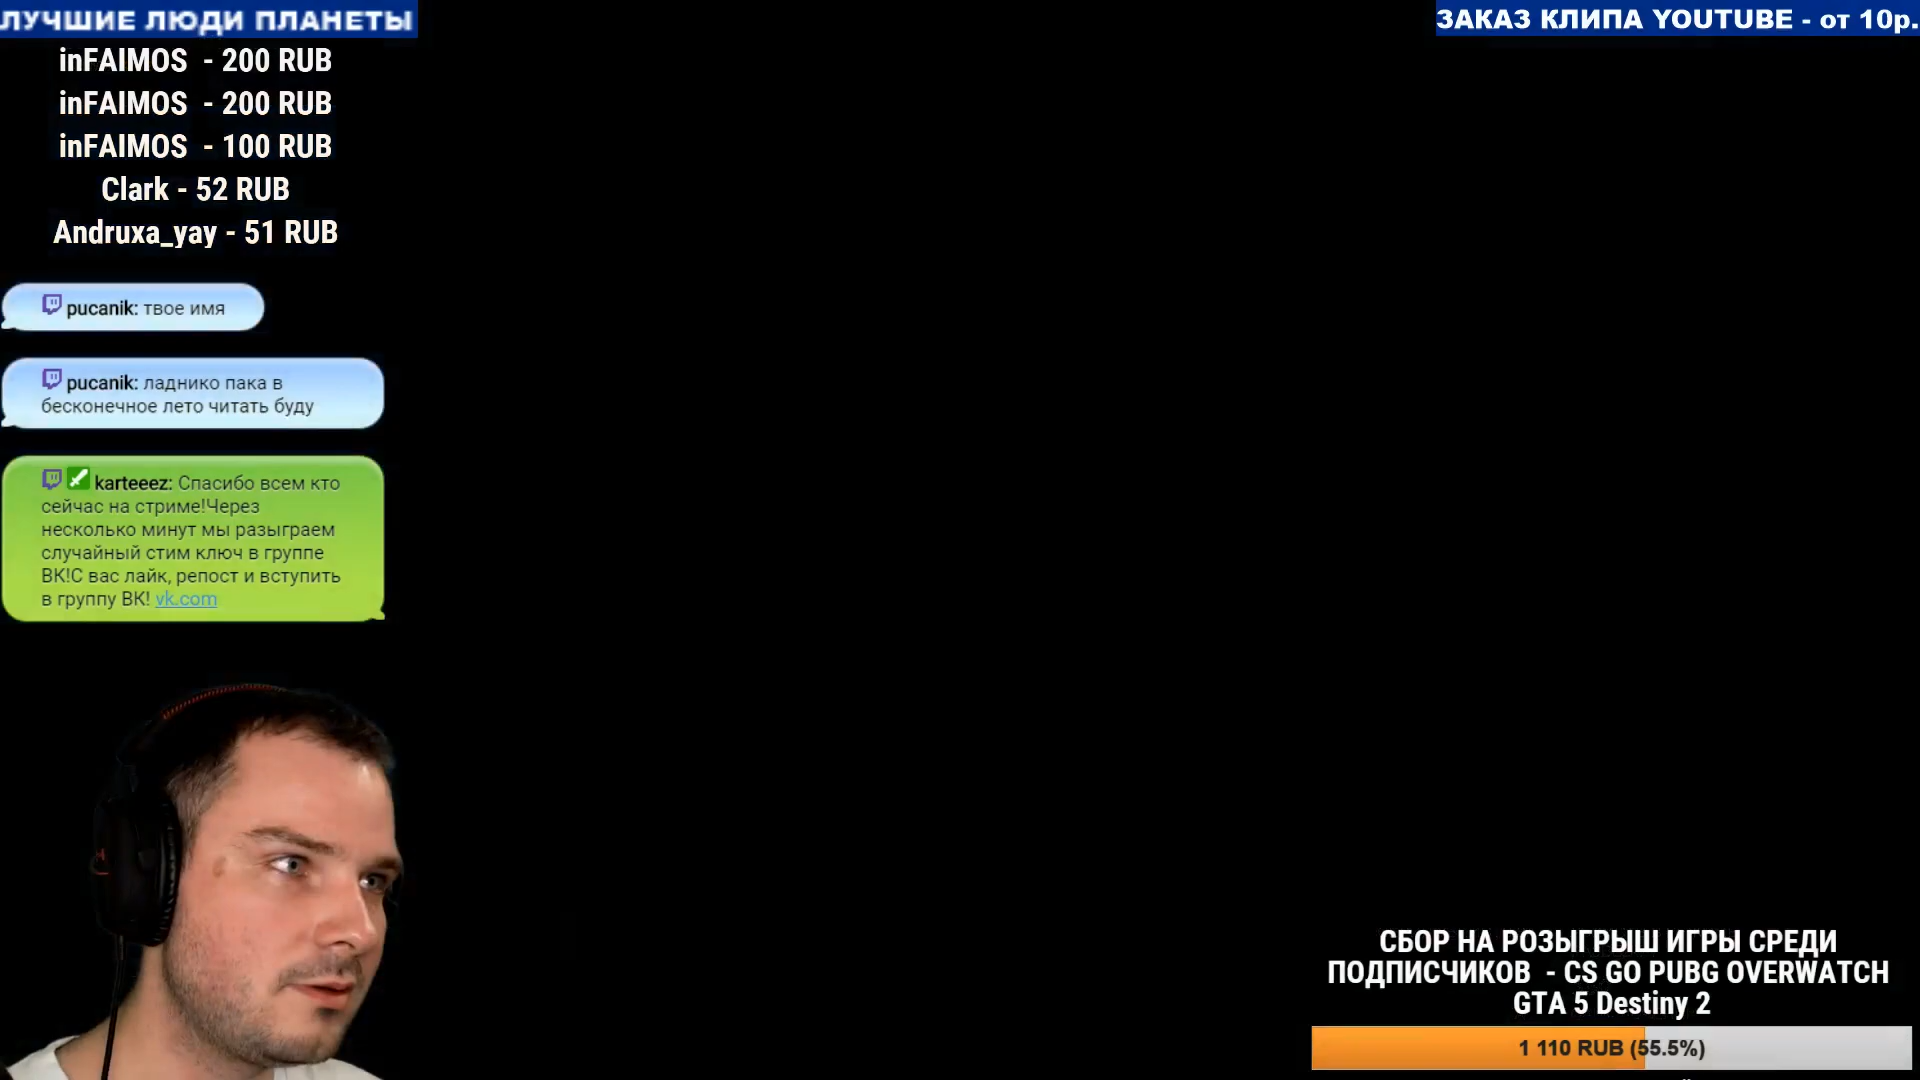 ЛУЧШИЕ ЛЮДИ ПЛАНЕТЫ
ЗАКАЗ КЛИПА YOUTUBE - от 10р.
inFAIMOS - 200 RUB
inFAIMOS - 200 RUB
inFAIMOS - 100 RUB
Clark - 52 RUB
Andruxa_yay - 51 RUB
pucanik: твое имя
pucanik: ладнико пака в
бесконечное лето читать буду
karteeez: Спасибо всем кто
сейчас на стриме!Через
несколько минут мы разыграем
случайный стим ключ в группе
ВК!С вас лайк, репост и вступить
в группу ВК! vk.com
СБОР НА РОЗЫГРЫШ ИГРЫ СРЕДИ
ПОДПИСЧИКОВ - CS GO PUBG OVERWATCH
GTA 5 Destiny 2
1 110 RUB (55.5%)